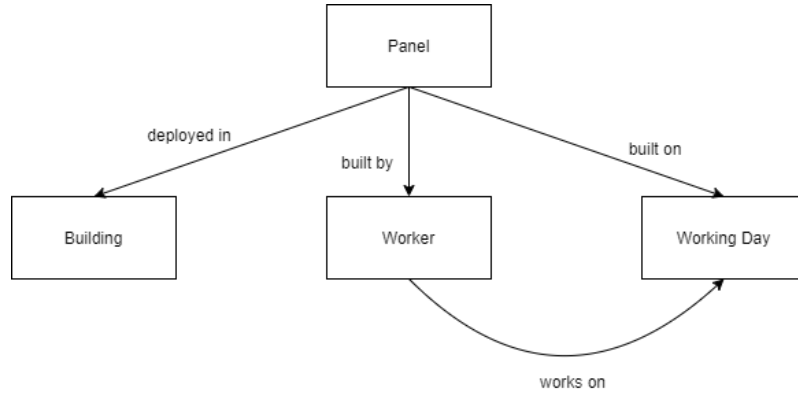 Panel
deployed in
built by
built on
Building
Worker
Working Day
works on